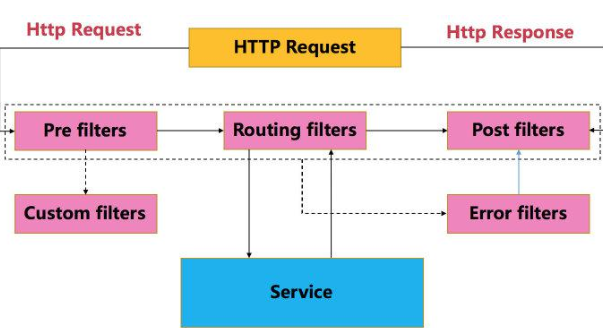 Http Request
HTTP Request
Http Response
Pre filters
Routing filters
Post filters
Custom filters
Error filters
Service